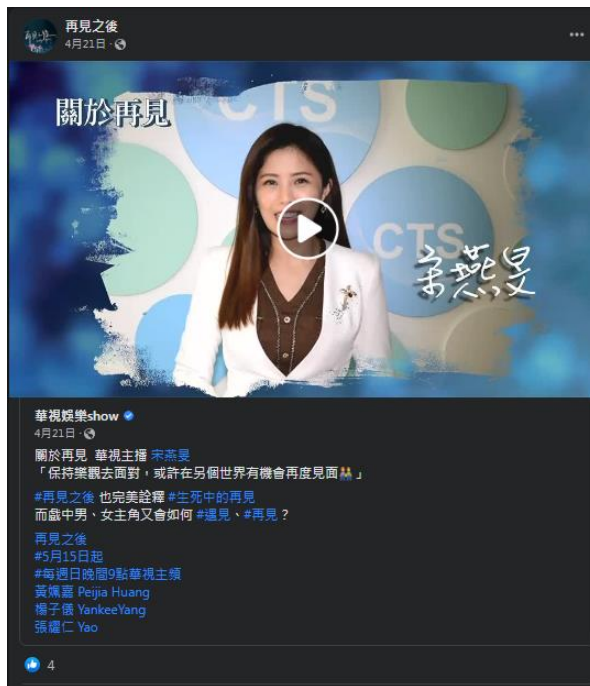 再見之後
4月21日
關於再見
CTS
CTS
宋燕旻
華視娛樂show
4月21日
關於再見 華視主播 宋燕旻
「保持樂觀去面對，或許在另個世界有機會再度見面👫」
#再見之後 也完美詮釋 #生死中的再見
而戲中男、女主角又會如何 #遇見、#再見？
再見之後
#5月15日起
#每週日晚間9點華視主頻
黃姵嘉 Peijia Huang
楊子儀 YankeeYang
張耀仁 Yao
4